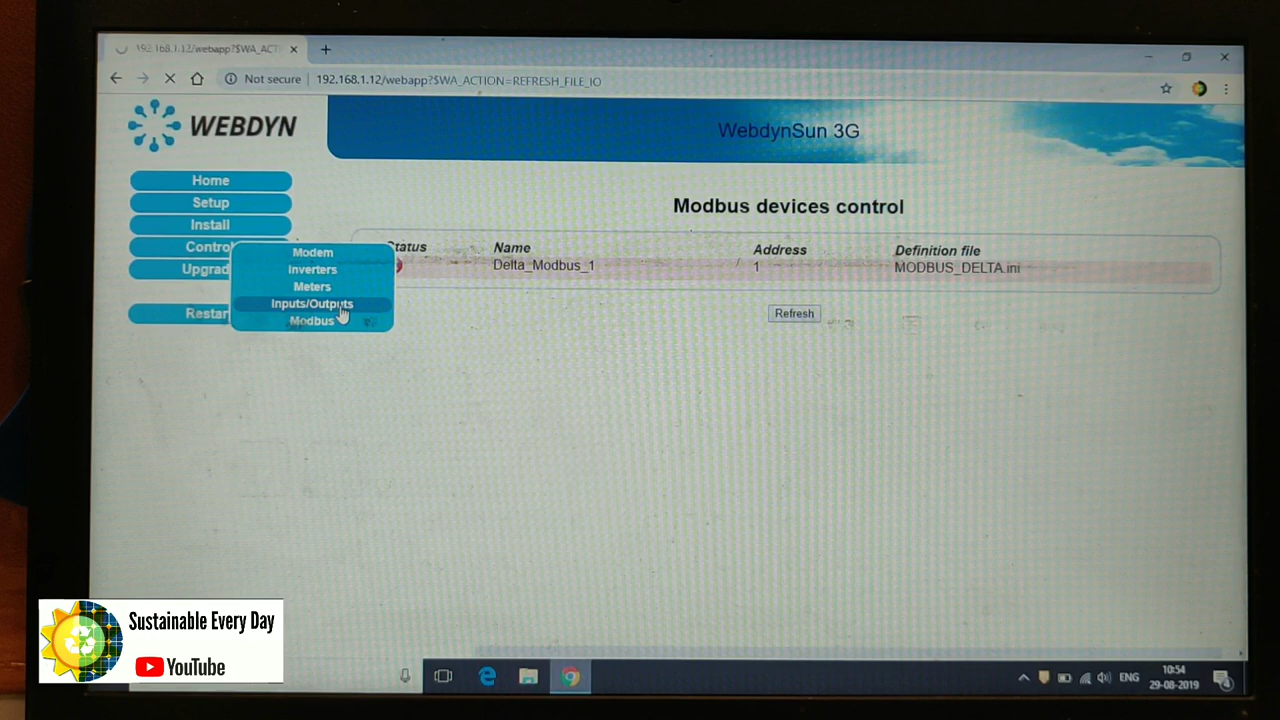 192.168.1.12/webapp?$WA_ACT
Not secure
192.168.1.12/webapp?$WA_ACTION=REFRESH_FILE_IO
WEBDYN
WebdynSun 3G
Home
Setup
Install
Control
Upgrad
Restar
Modem
Inverters
Meters
Inputs/Outputs
Modbus
Modbus devices control
Status Name Address Definition file
Delta_Modbus_1 1 MODBUS_DELTA.ini
Refresh
Sustainable Every Day
YouTube
ENG
10:54
29-08-2019
4